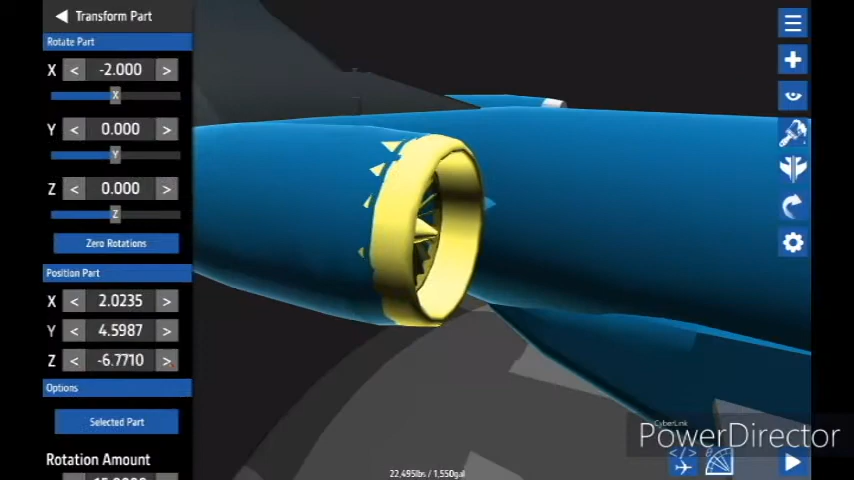 Transform Part
Rotate Part
X < -2.000 >
X
Y < 0.000 >
Y
Z < 0.000 >
Z
Zero Rotations
Position Part
X < 2.0235 >
Y < 4.5987 >
Z < -6.7710 >
Options
Selected Part
Rotation Amount
CyberLink
PowerDirector
</>
22,495lbs / 1,550gal